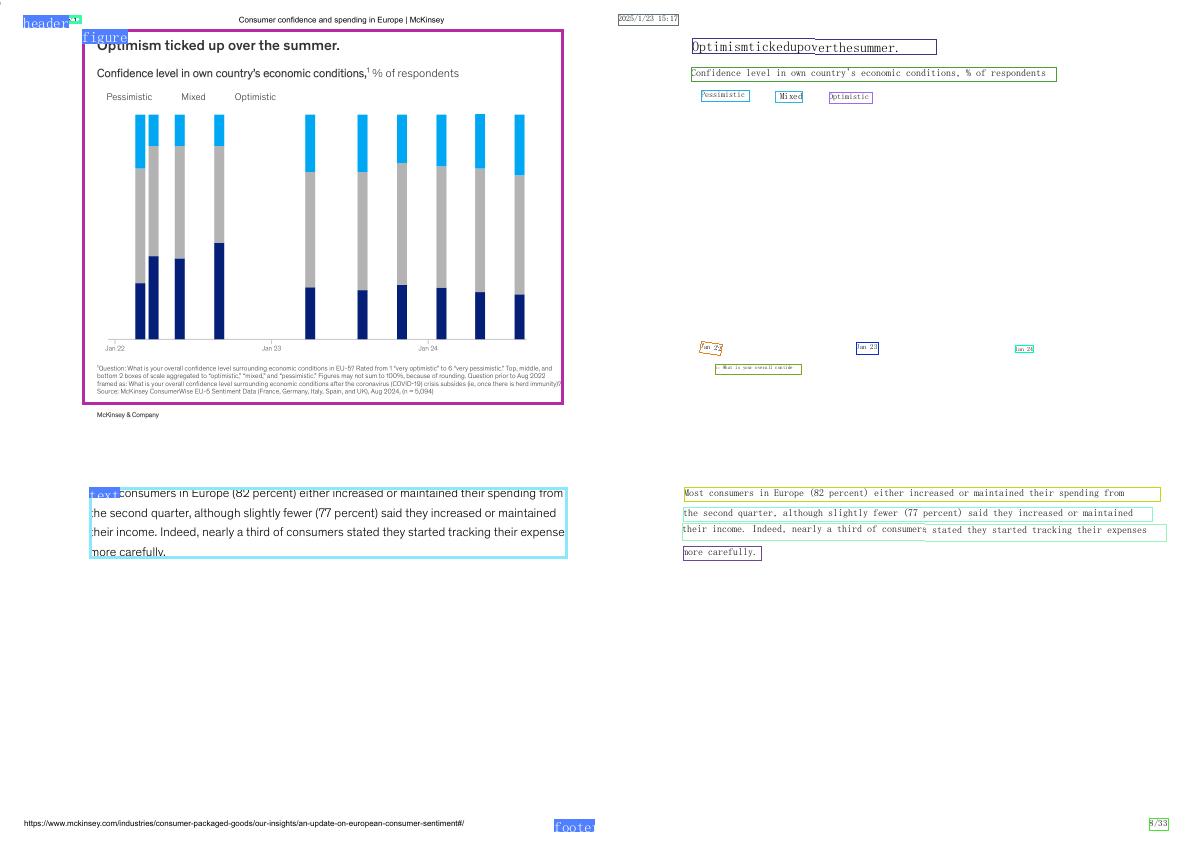 header
Consumer confidence and spending in Europe | McKinsey
figure
Optimism ticked up over the summer.
Confidence level in own country's economic conditions,¹ % of respondents
Pessimistic Mixed Optimistic
Jan 22 Jan 23 Jan 24
¹Question: What is your overall confidence level surrounding economic conditions in EU-5? Rated from 1 “very optimistic” to 6 “very pessimistic.” Top, middle, and
bottom 2 boxes of scale aggregated to “optimistic,” “mixed,” and “pessimistic.” Figures may not sum to 100%, because of rounding. Question prior to Aug 2022
framed as: What is your overall confidence level surrounding economic conditions after the coronavirus (COVID-19) crisis subsides (ie, once there is herd immunity)?
Source: McKinsey ConsumerWise EU-5 Sentiment Data (France, Germany, Italy, Spain, and UK), Aug 2024, (n = 5,094)
McKinsey & Company
text
consumers in Europe (82 percent) either increased or maintained their spending from
the second quarter, although slightly fewer (77 percent) said they increased or maintained
their income. Indeed, nearly a third of consumers stated they started tracking their expense
more carefully.
https://www.mckinsey.com/industries/consumer-packaged-goods/our-insights/an-update-on-european-consumer-sentiment#/
footer
2025/1/23 15:17
Optimismtickedupoverthesummer.
Confidence level in own country's economic conditions, % of respondents
Pessimistic Mixed Optimistic
Jan 22 Jan 23 Jan 24
What is your overall confide
Most consumers in Europe (82 percent) either increased or maintained their spending from
the second quarter, although slightly fewer (77 percent) said they increased or maintained
their income. Indeed, nearly a third of consumers stated they started tracking their expenses
more carefully.
8/33